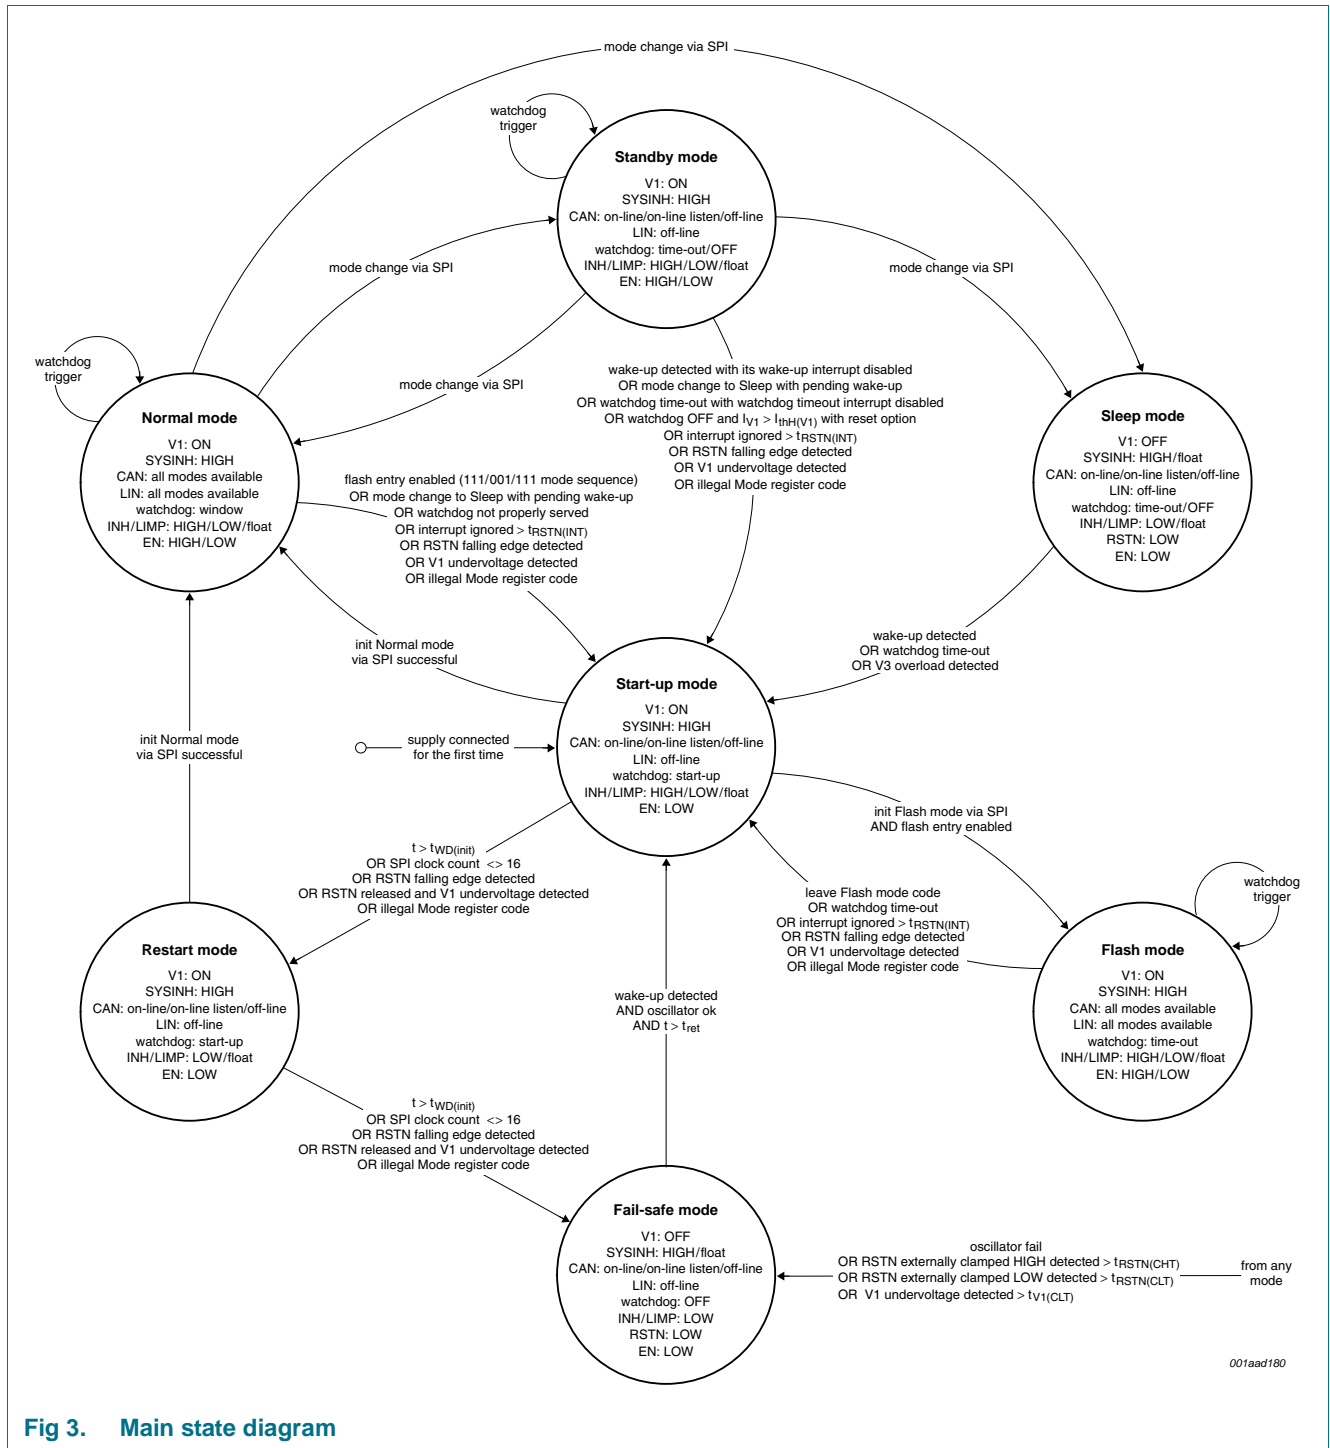 mode change via SPI
watchdog
trigger
Standby mode
V1: ON
SYSINH: HIGH
CAN: on-line/on-line listen/off-line
LIN: off-line
watchdog: time-out/OFF
INH/LIMP: HIGH/LOW/float
EN: HIGH/LOW
mode change via SPI
mode change via SPI
mode change via SPI
watchdog
trigger
Normal mode
V1: ON
SYSINH: HIGH
CAN: all modes available
LIN: all modes available
watchdog: window
INH/LIMP: HIGH/LOW/float
EN: HIGH/LOW
wake-up detected with its wake-up interrupt disabled
OR mode change to Sleep with pending wake-up
OR watchdog time-out with watchdog timeout interrupt disabled
OR watchdog OFF and IV1 > IthH(V1) with reset option
OR interrupt ignored > tRSTN(INT)
OR RSTN falling edge detected
OR V1 undervoltage detected
OR illegal Mode register code
Sleep mode
V1: OFF
SYSINH: HIGH/float
CAN: on-line/on-line listen/off-line
LIN: off-line
watchdog: time-out/OFF
INH/LIMP: LOW/float
RSTN: LOW
EN: LOW
flash entry enabled (111/001/111 mode sequence)
OR mode change to Sleep with pending wake-up
OR watchdog not properly served
OR interrupt ignored > tRSTN(INT)
OR RSTN falling edge detected
OR V1 undervoltage detected
OR illegal Mode register code
init Normal mode
via SPI successful
wake-up detected
OR watchdog time-out
OR V3 overload detected
Start-up mode
V1: ON
SYSINH: HIGH
CAN: on-line/on-line listen/off-line
LIN: off-line
watchdog: start-up
INH/LIMP: HIGH/LOW/float
EN: LOW
supply connected
for the first time
init Normal mode
via SPI successful
init Flash mode via SPI
AND flash entry enabled
t > tWD(init)
OR SPI clock count <> 16
OR RSTN falling edge detected
OR RSTN released and V1 undervoltage detected
OR illegal Mode register code
leave Flash mode code
OR watchdog time-out
OR interrupt ignored > tRSTN(INT)
OR RSTN falling edge detected
OR V1 undervoltage detected
OR illegal Mode register code
watchdog
trigger
Restart mode
V1: ON
SYSINH: HIGH
CAN: on-line/on-line listen/off-line
LIN: off-line
watchdog: start-up
INH/LIMP: LOW/float
EN: LOW
Flash mode
V1: ON
SYSINH: HIGH
CAN: all modes available
LIN: all modes available
watchdog: time-out
INH/LIMP: HIGH/LOW/float
EN: HIGH/LOW
wake-up detected
AND oscillator ok
AND t > tret
t > tWD(init)
OR SPI clock count <> 16
OR RSTN falling edge detected
OR RSTN released and V1 undervoltage detected
OR illegal Mode register code
Fail-safe mode
V1: OFF
SYSINH: HIGH/float
CAN: on-line/on-line listen/off-line
LIN: off-line
watchdog: OFF
INH/LIMP: LOW
RSTN: LOW
EN: LOW
oscillator fail
OR RSTN externally clamped HIGH detected > tRSTN(CHT)
OR RSTN externally clamped LOW detected > tRSTN(CLT)
OR V1 undervoltage detected > tV1(CLT)
from any
mode
001aad180
Fig 3. Main state diagram